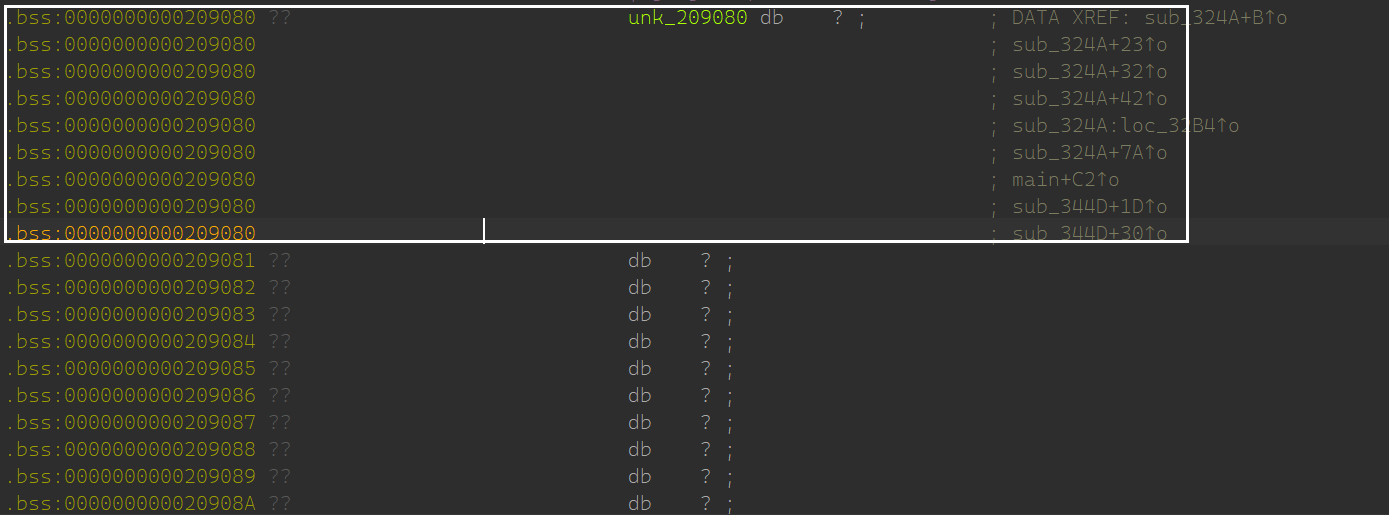 .bss:0000000000209080 ?? unk_209080 db ? ; ; DATA XREF: sub_324A+B↑o
.bss:0000000000209080 ; sub_324A+23↑o
.bss:0000000000209080 ; sub_324A+32↑o
.bss:0000000000209080 ; sub_324A+42↑o
.bss:0000000000209080 ; sub_324A:loc_32B4↑o
.bss:0000000000209080 ; sub_324A+7A↑o
.bss:0000000000209080 ; main+C2↑o
.bss:0000000000209080 ; sub_344D+1D↑o
.bss:0000000000209080 ; sub_344D+30↑o
.bss:0000000000209081 ?? db ? ;
.bss:0000000000209082 ?? db ? ;
.bss:0000000000209083 ?? db ? ;
.bss:0000000000209084 ?? db ? ;
.bss:0000000000209085 ?? db ? ;
.bss:0000000000209086 ?? db ? ;
.bss:0000000000209087 ?? db ? ;
.bss:0000000000209088 ?? db ? ;
.bss:0000000000209089 ?? db ? ;
.bss:000000000020908A ?? db ? ;